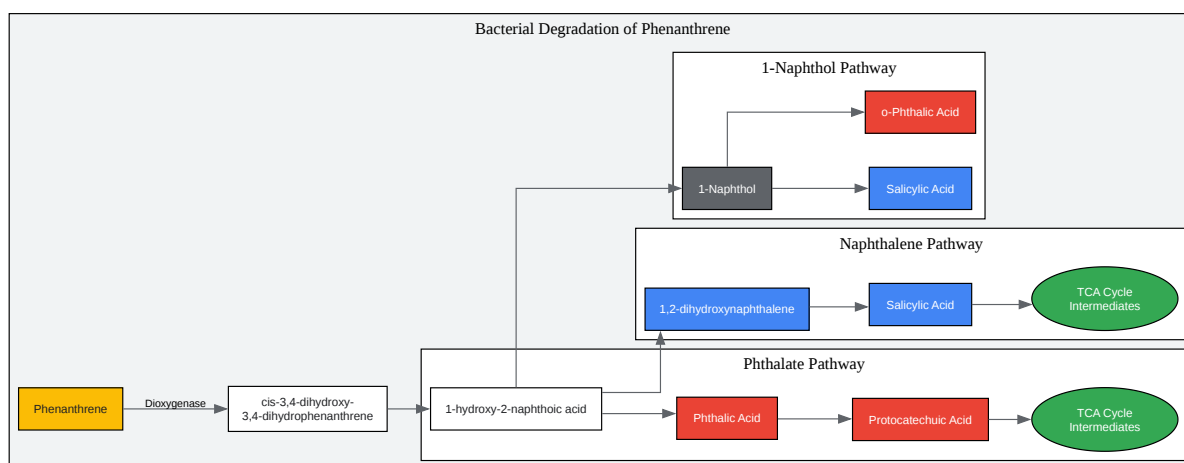 Bacterial Degradation of Phenanthrene
1-Naphthol Pathway
o-Phthalic Acid
1-Naphthol
Salicylic Acid
Naphthalene Pathway
1,2-dihydroxynaphthalene
Salicylic Acid
TCA Cycle
Intermediates
Phthalate Pathway
Phenanthrene
Dioxygenase
cis-3,4-dihydroxy-
3,4-dihydrophenanthrene
1-hydroxy-2-naphthoic acid
Phthalic Acid
Protocatechuic Acid
TCA Cycle
Intermediates